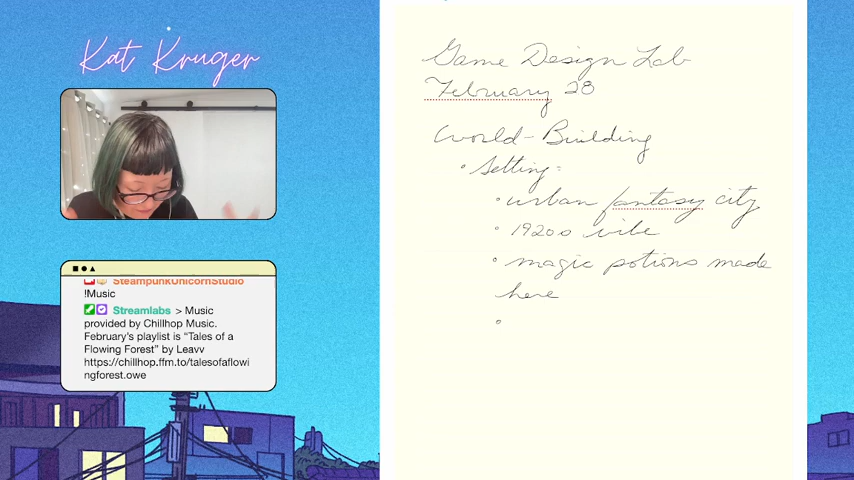 Kat Kruger
SteampunkUnicornStudio
!Music
Streamlabs > Music
provided by Chillhop Music.
February's playlist is "Tales of a
Flowing Forest" by Leavv
https://chillhop.ffm.to/talesofaflowi
ngforest.owe
Game Design Lab
February 28
World-Building
• Setting:
• urban fantasy city
• 1920s vibe
• magic potions made
here
•